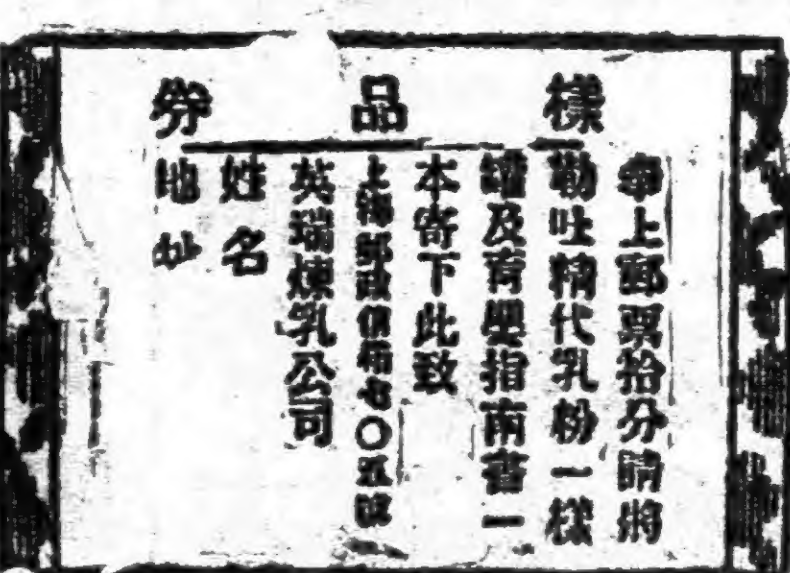 樣品券
奉上郵票拾分請將
勒吐精代乳粉一樣
罐及育嬰指南書一
本寄下此致
上海郵政信箱七〇五號
英瑞煉乳公司
姓名
地址